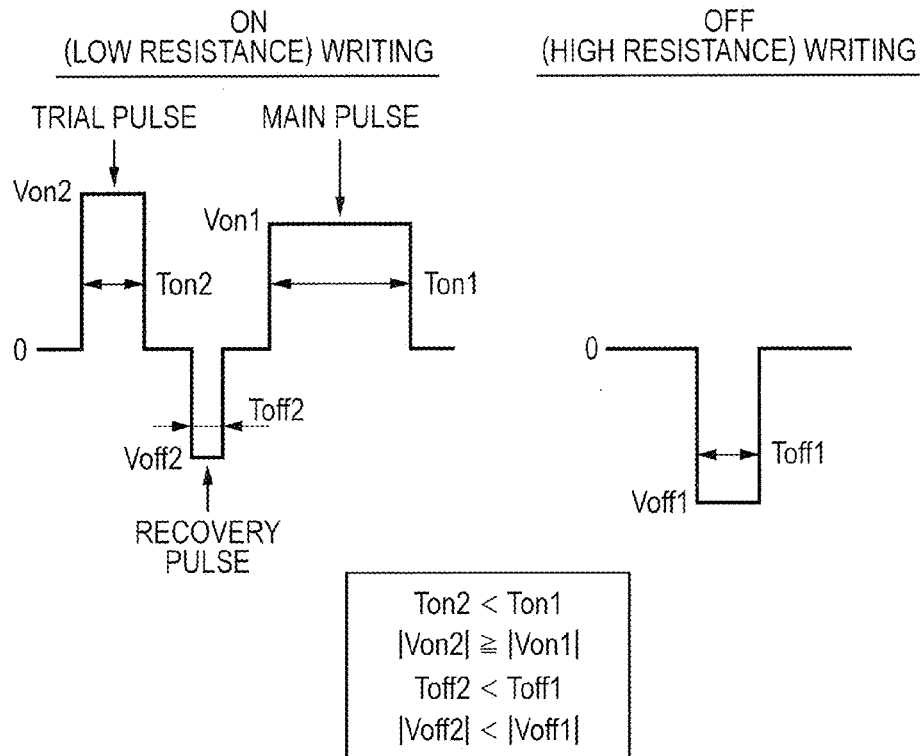 ON
(LOW RESISTANCE) WRITING
OFF
(HIGH RESISTANCE) WRITING
TRIAL PULSE
MAIN PULSE
Von2
Von1
Ton2
Ton1
0
0
Toff2
Voff2
Toff1
Voff1
RECOVERY
PULSE
Ton2 < Ton1
|Von2| ≧ |Von1|
Toff2 < Toff1
|Voff2| < |Voff1|